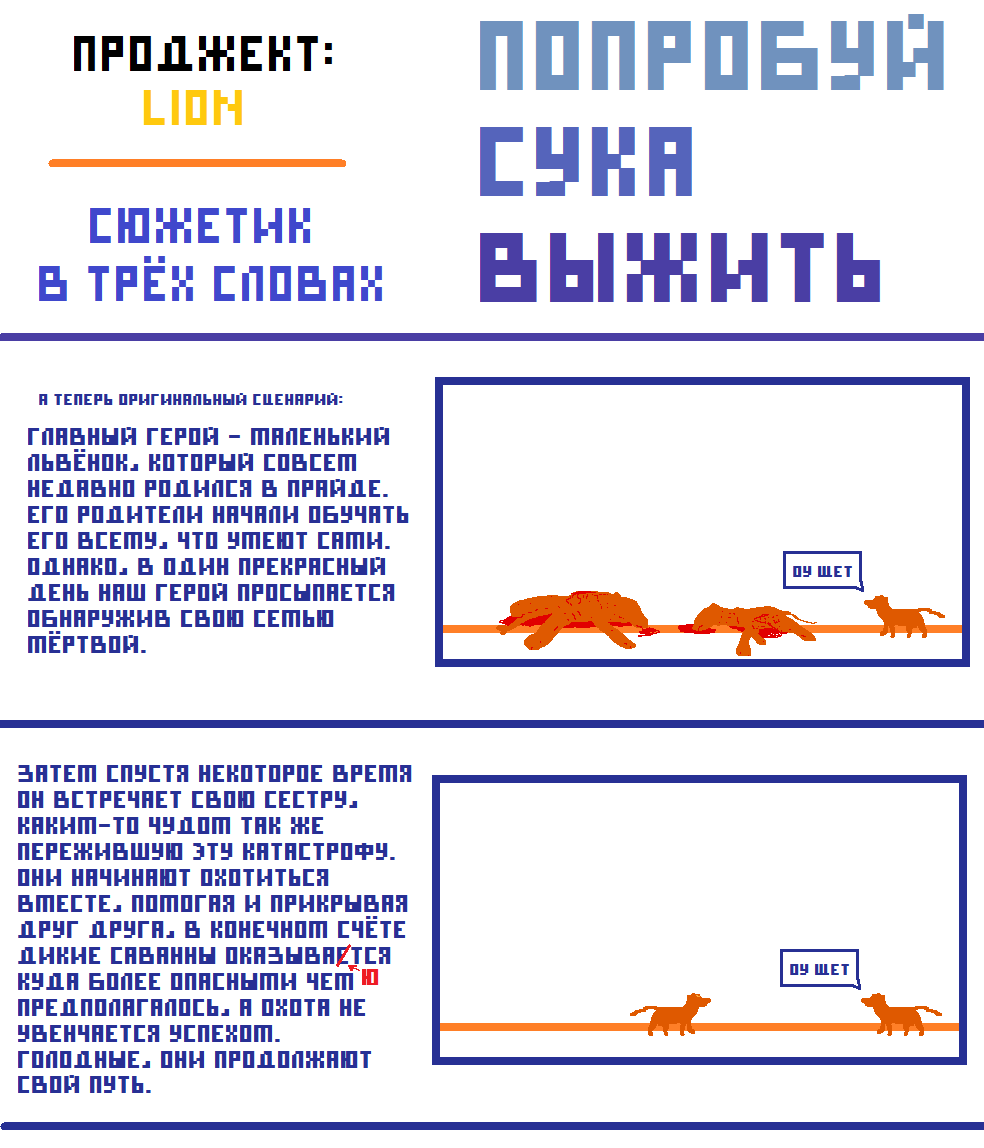 ПРОДЖЕКТ:
LION
СЮЖЕТИК
В ТРЁХ СЛОВАХ
ПОПРОБУЙ
СУКА
ВЫЖИТЬ
А ТЕПЕРЬ ОРИГИНАЛЬНЫЙ СЦЕНАРИЙ:
ГЛАВНЫЙ ГЕРОЙ - МАЛЕНЬКИЙ
ЛЬВЁНОК, КОТОРЫЙ СОВСЕМ
НЕДАВНО РОДИЛСЯ В ПРАЙДЕ.
ЕГО РОДИТЕЛИ НАЧАЛИ ОБУЧАТЬ
ЕГО ВСЕМУ, ЧТО УМЕЮТ САМИ.
ОДНАКО, В ОДИН ПРЕКРАСНЫЙ
ДЕНЬ НАШ ГЕРОЙ ПРОСЫПАЕТСЯ
ОБНАРУЖИВ СВОЮ СЕМЬЮ
МЁРТВОЙ.
ОУ ЩЕТ
ЗАТЕМ СПУСТЯ НЕКОТОРОЕ ВРЕМЯ
ОН ВСТРЕЧАЕТ СВОЮ СЕСТРУ,
КАКИМ-ТО ЧУДОМ ТАК ЖЕ
ПЕРЕЖИВШУЮ ЭТУ КАТАСТРОФУ.
ОНИ НАЧИНАЮТ ОХОТИТЬСЯ
ВМЕСТЕ, ПОМОГАЯ И ПРИКРЫВАЯ
ДРУГ ДРУГА, В КОНЕЧНОМ СЧЁТЕ
ДИКИЕ САВАННЫ ОКАЗЫВАЕТСЯ
Ю
КУДА БОЛЕЕ ОПАСНЫМИ ЧЕМ
ПРЕДПОЛАГАЛОСЬ, А ОХОТА НЕ
УВЕНЧАЕТСЯ УСПЕХОМ.
ГОЛОДНЫЕ, ОНИ ПРОДОЛЖАЮТ
СВОЙ ПУТЬ.
ОУ ЩЕТ